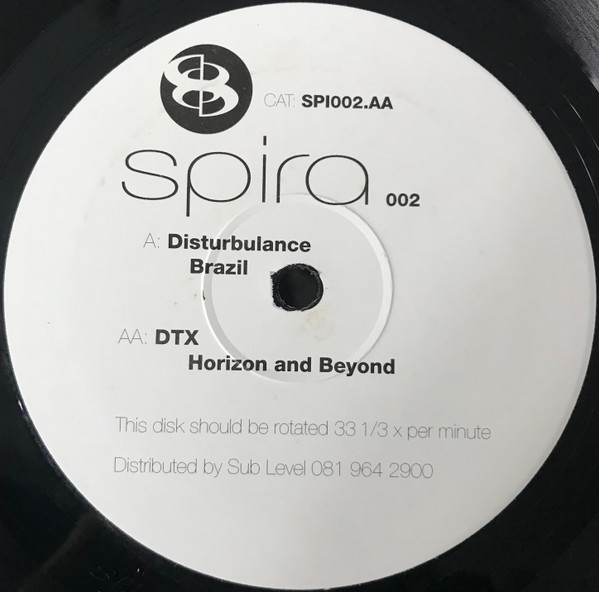 CAT: SPI002.AA
spira 002
A: Disturbulance
Brazil
AA: DTX
Horizon and Beyond
This disk should be rotated 33 1/3 x per minute
Distributed by Sub Level 081 964 2900